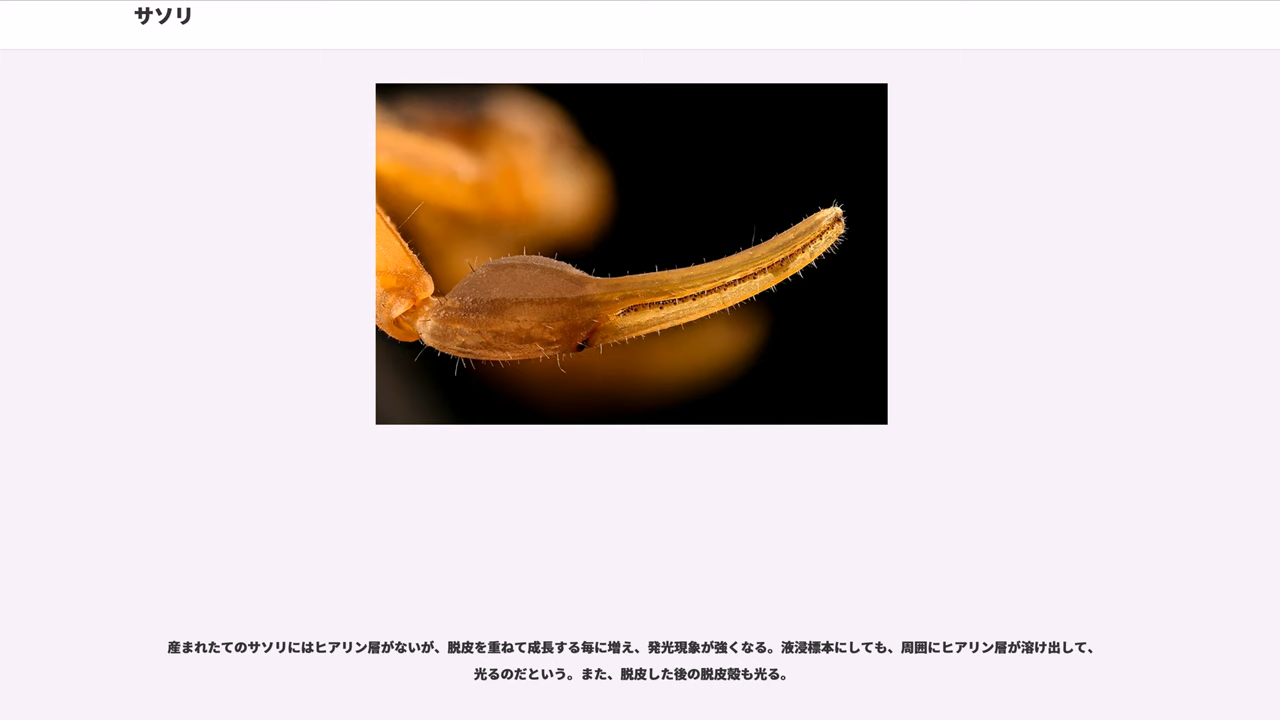 サソリ
産まれたてのサソリにはヒアリン層がないが、脱皮を重ねて成長する毎に増え、発光現象が強くなる。液浸標本にしても、周囲にヒアリン層が溶け出して、
光るのだという。また、脱皮した後の脱皮殻も光る。